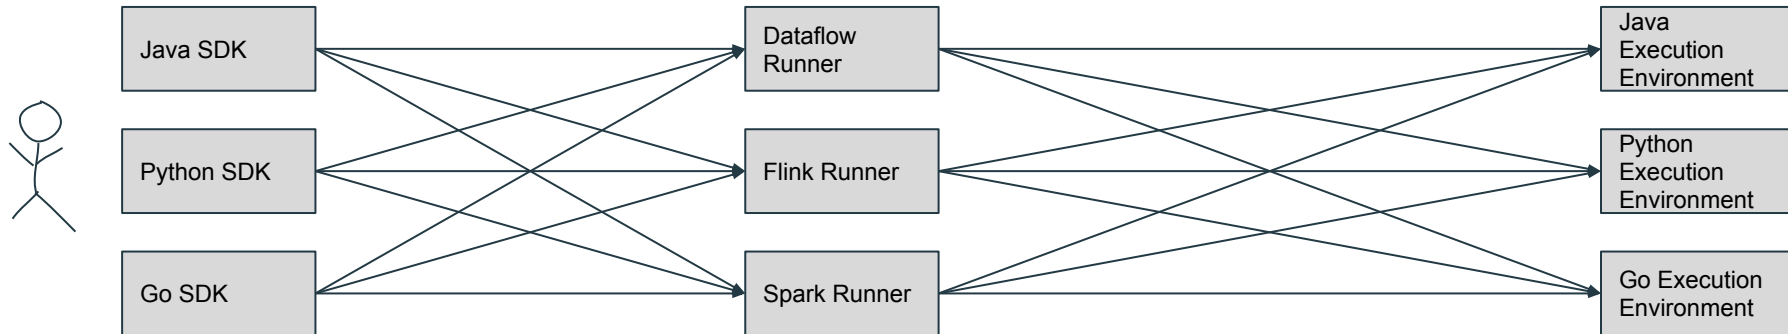 Java SDK
Dataflow
Runner
Java
Execution
Environment
Python SDK
Flink Runner
Python
Execution
Environment
Go SDK
Spark Runner
Go Execution
Environment